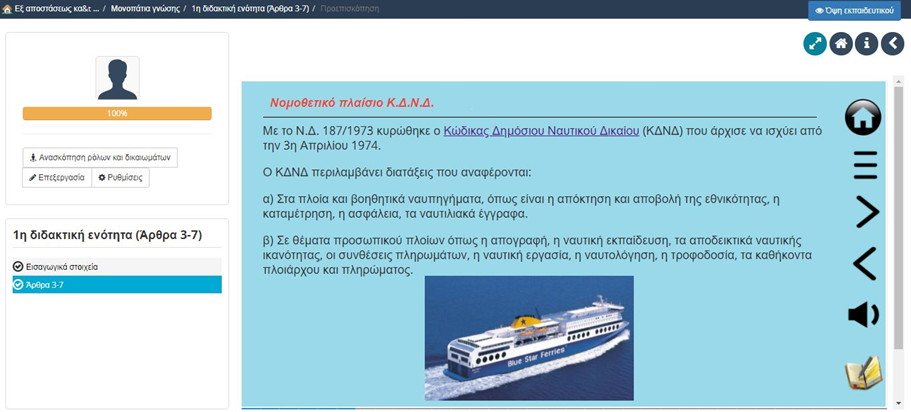 Εξ αποστάσεως κα&τ ... / Μονοπάτια γνώσης / 1η διδακτική ενότητα (Άρθρα 3-7) / Προεπισκόπηση
Όψη εκπαιδευτικού
100%
Ανασκόπηση ρόλων και δικαιωμάτων
Επεξεργασία
Ρυθμίσεις
1η διδακτική ενότητα (Άρθρα 3-7)
Εισαγωγικά στοιχεία
Άρθρα 3-7
Νομοθετικό πλαίσιο Κ.Δ.Ν.Δ.
Με το Ν.Δ. 187/1973 κυρώθηκε ο Κώδικας Δημόσιου Ναυτικού Δικαίου (ΚΔΝΔ) που άρχισε να ισχύει από
την 3η Απριλίου 1974.
Ο ΚΔΝΔ περιλαμβάνει διατάξεις που αναφέρονται:
α) Στα πλοία και βοηθητικά ναυπηγήματα, όπως είναι η απόκτηση και αποβολή της εθνικότητας, η
καταμέτρηση, η ασφάλεια, τα ναυτιλιακά έγγραφα.
β) Σε θέματα προσωπικού πλοίων όπως η απογραφή, η ναυτική εκπαίδευση, τα αποδεικτικά ναυτικής
ικανότητας, οι συνθέσεις πληρωμάτων, η ναυτική εργασία, η ναυτολόγηση, η τροφοδοσία, τα καθήκοντα
πλοιάρχου και πληρώματος.
Blue Star Ferries